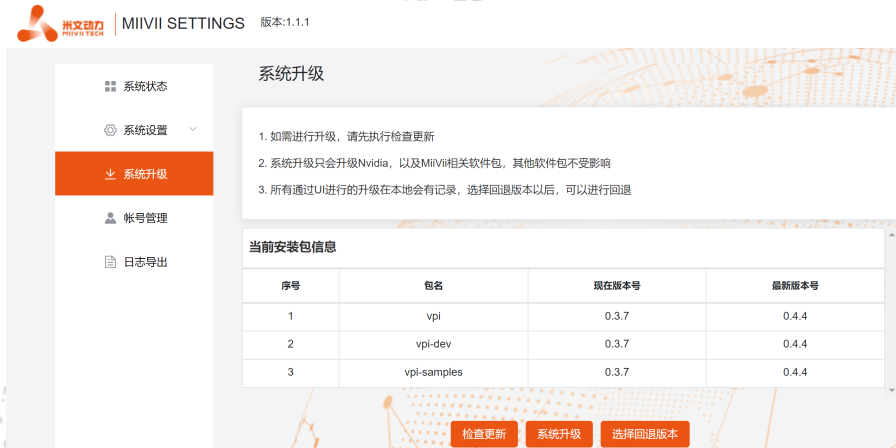 米文动力
MIIVII TECH
MIIVII SETTINGS 版本:1.1.1
系统状态
系统设置
系统升级
帐号管理
日志导出
系统升级
1. 如需进行升级，请先执行检查更新
2. 系统升级只会升级Nvidia，以及MiiVii相关软件包，其他软件包不受影响
3. 所有通过UI进行的升级在本地会有记录，选择回退版本以后，可以进行回退
当前安装包信息
序号 包名 现在版本号 最新版本号
1 vpi 0.3.7 0.4.4
2 vpi-dev 0.3.7 0.4.4
3 vpi-samples 0.3.7 0.4.4
检查更新 系统升级 选择回退版本